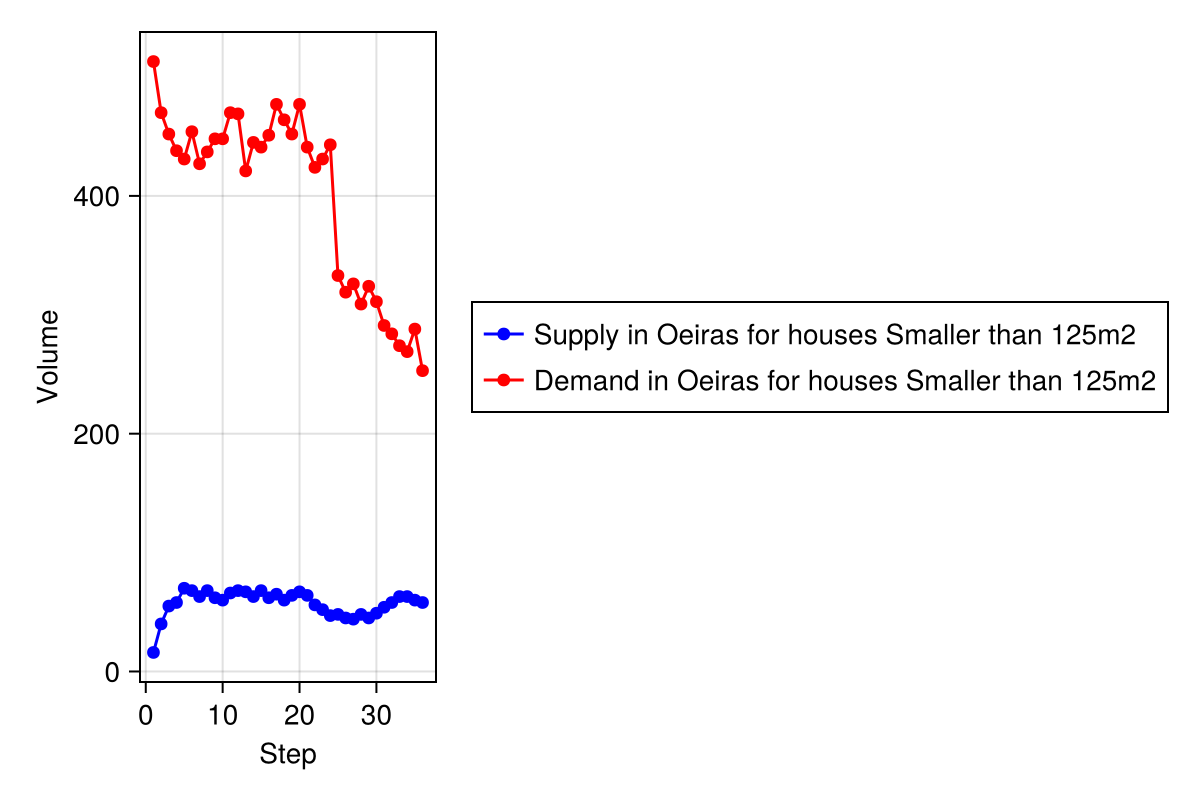 400
200
0
0 10 20 30
Volume
Step
Supply in Oeiras for houses Smaller than 125m2
Demand in Oeiras for houses Smaller than 125m2